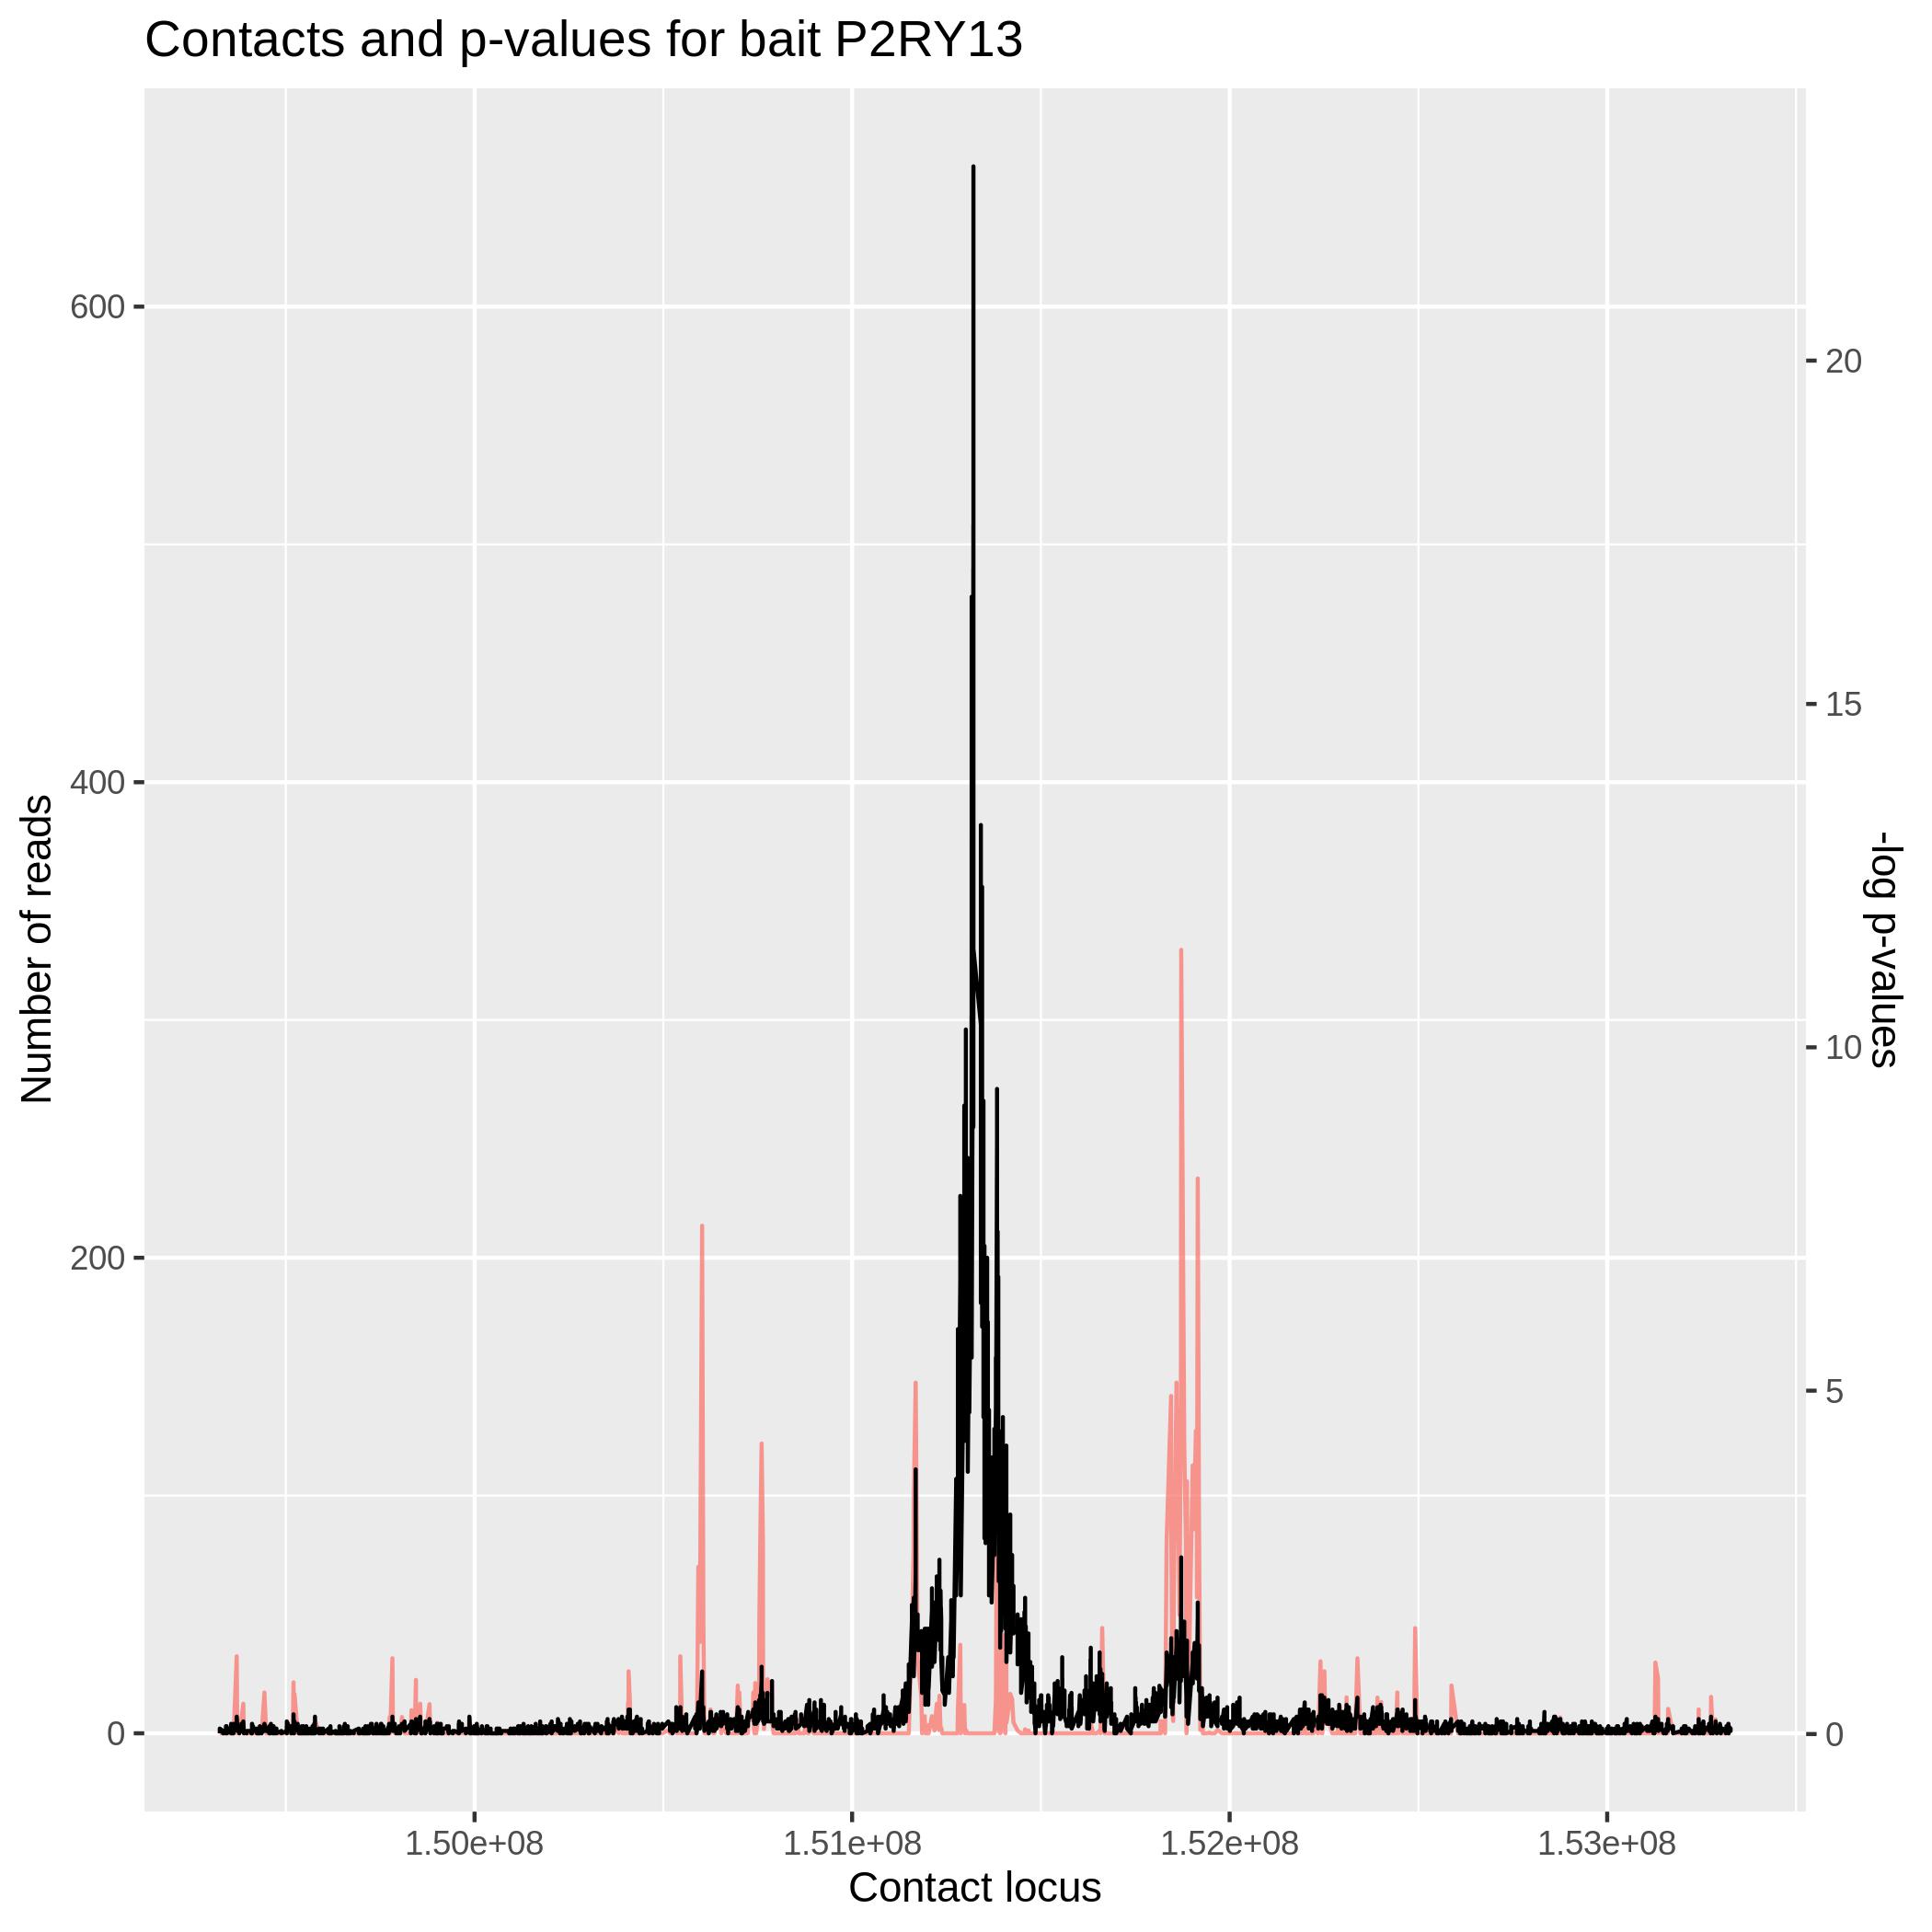 Contacts and p-values for bait P2RY13
600
400
200
0
Number of reads
20
15
10
5
0
-log p-values
1.50e+08
1.51e+08
1.52e+08
1.53e+08
Contact locus